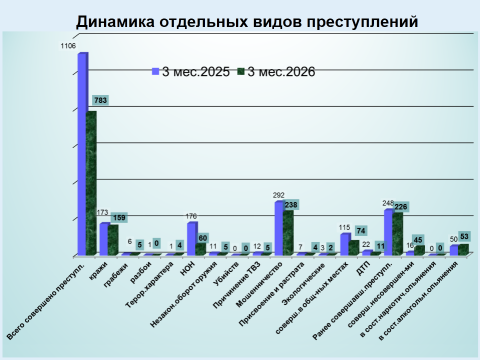 Динамика отдельных видов преступлений
3 мес.2025
3 мес.2026
1106
783
173
159
6
5
1
0
1
4
176
60
11
5
0
0
12
5
292
238
7
4
3
2
115
74
22
11
248
226
16
45
0
0
50
53
Всего совершено преступл.
кражи
грабежи
разбои
Терор.характера
НОН
Незакон.оборот оружия
Убийств
Причинение ТВЗ
Мошенничество
Присвоение и растрата
Экологические
соверш.в общ-ных местах
ДТП
Ранее совершавш.преступл.
соверш.несовершен-ми
в сост.наркотич.опьянения
в сост.алкогольн.опьянения